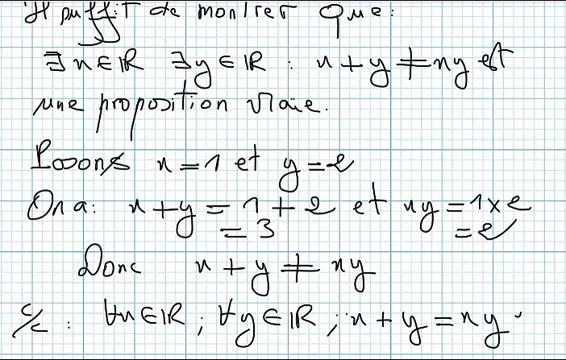 Il suffit de montrer que:
∃x∈ℝ ∃y∈ℝ : x+y≠xy est
une proposition vraie.
Posons x=1 et y=2
On a: x+y=1+2 et xy=1×2
=3 =2
Donc x+y≠xy
c/c: ∀x∈ℝ; ∀y∈ℝ; x+y=xy